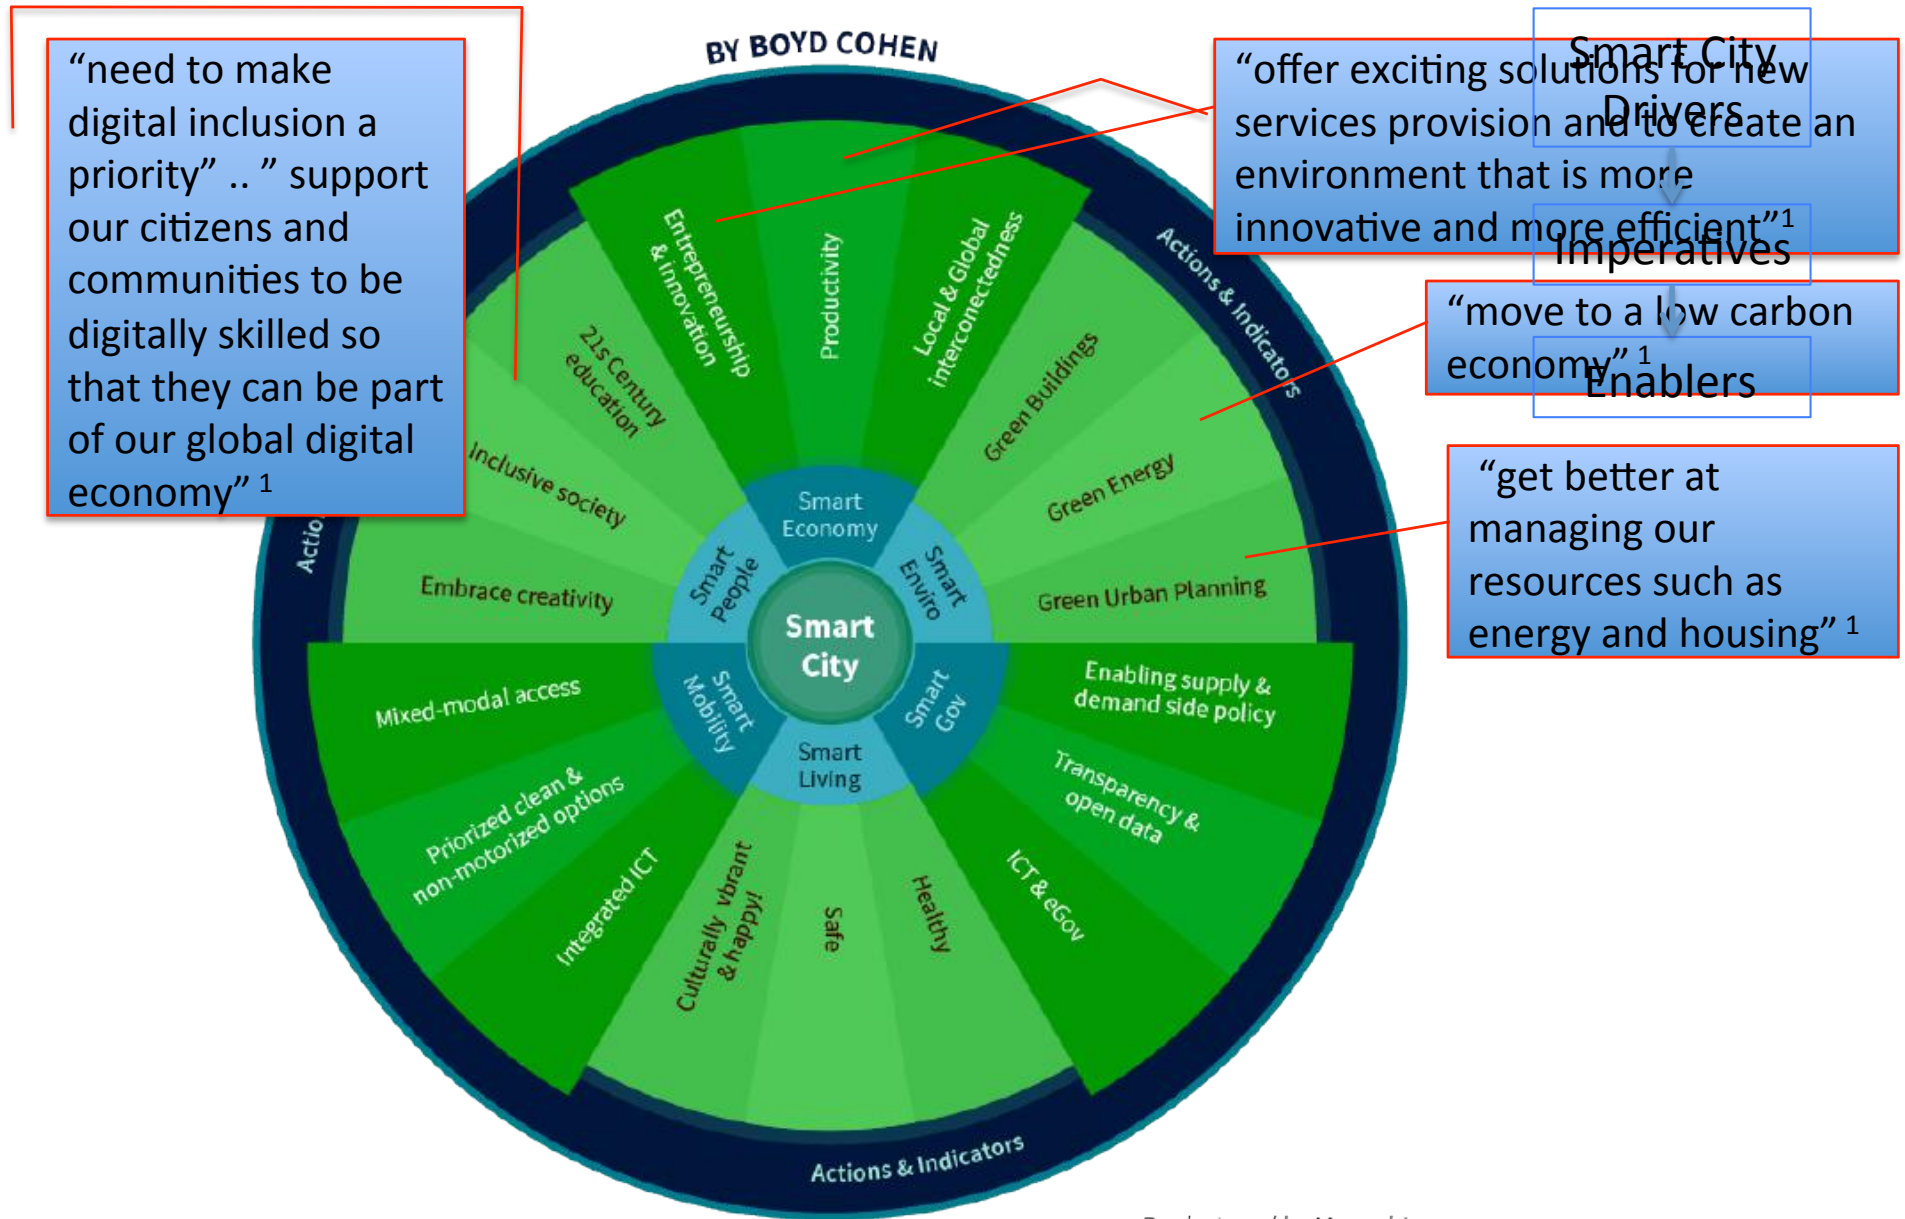 BY BOYD COHEN
“need to make
digital inclusion a
priority” .. ” support
our citizens and
communities to be
digitally skilled so
that they can be part
of our global digital
economy” 1
“offer exciting solutions for new
services provision and to create an
environment that is more
innovative and more efficient”1
Smart City
Drivers
Imperatives
Enablers
“move to a low carbon
economy” 1
“get better at
managing our
resources such as
energy and housing” 1
Actions & Indicators
Entrepreneurship
& Innovation
Productivity
Local & Global
interconnectedness
Green Buildings
Green Energy
Green Urban Planning
Enabling supply &
demand side policy
Transparency &
open data
ICT & eGov
Healthy
Safe
Culturally vbrant
& happy!
Integrated ICT
Priorized clean &
non-motorized options
Mixed-modal access
Embrace creativity
Inclusive society
21s Century
education
Smart
Economy
Smart
Enviro
Smart
Gov
Smart
Living
Smart
Mobility
Smart
People
Smart
City
Actio
Actions & Indicators